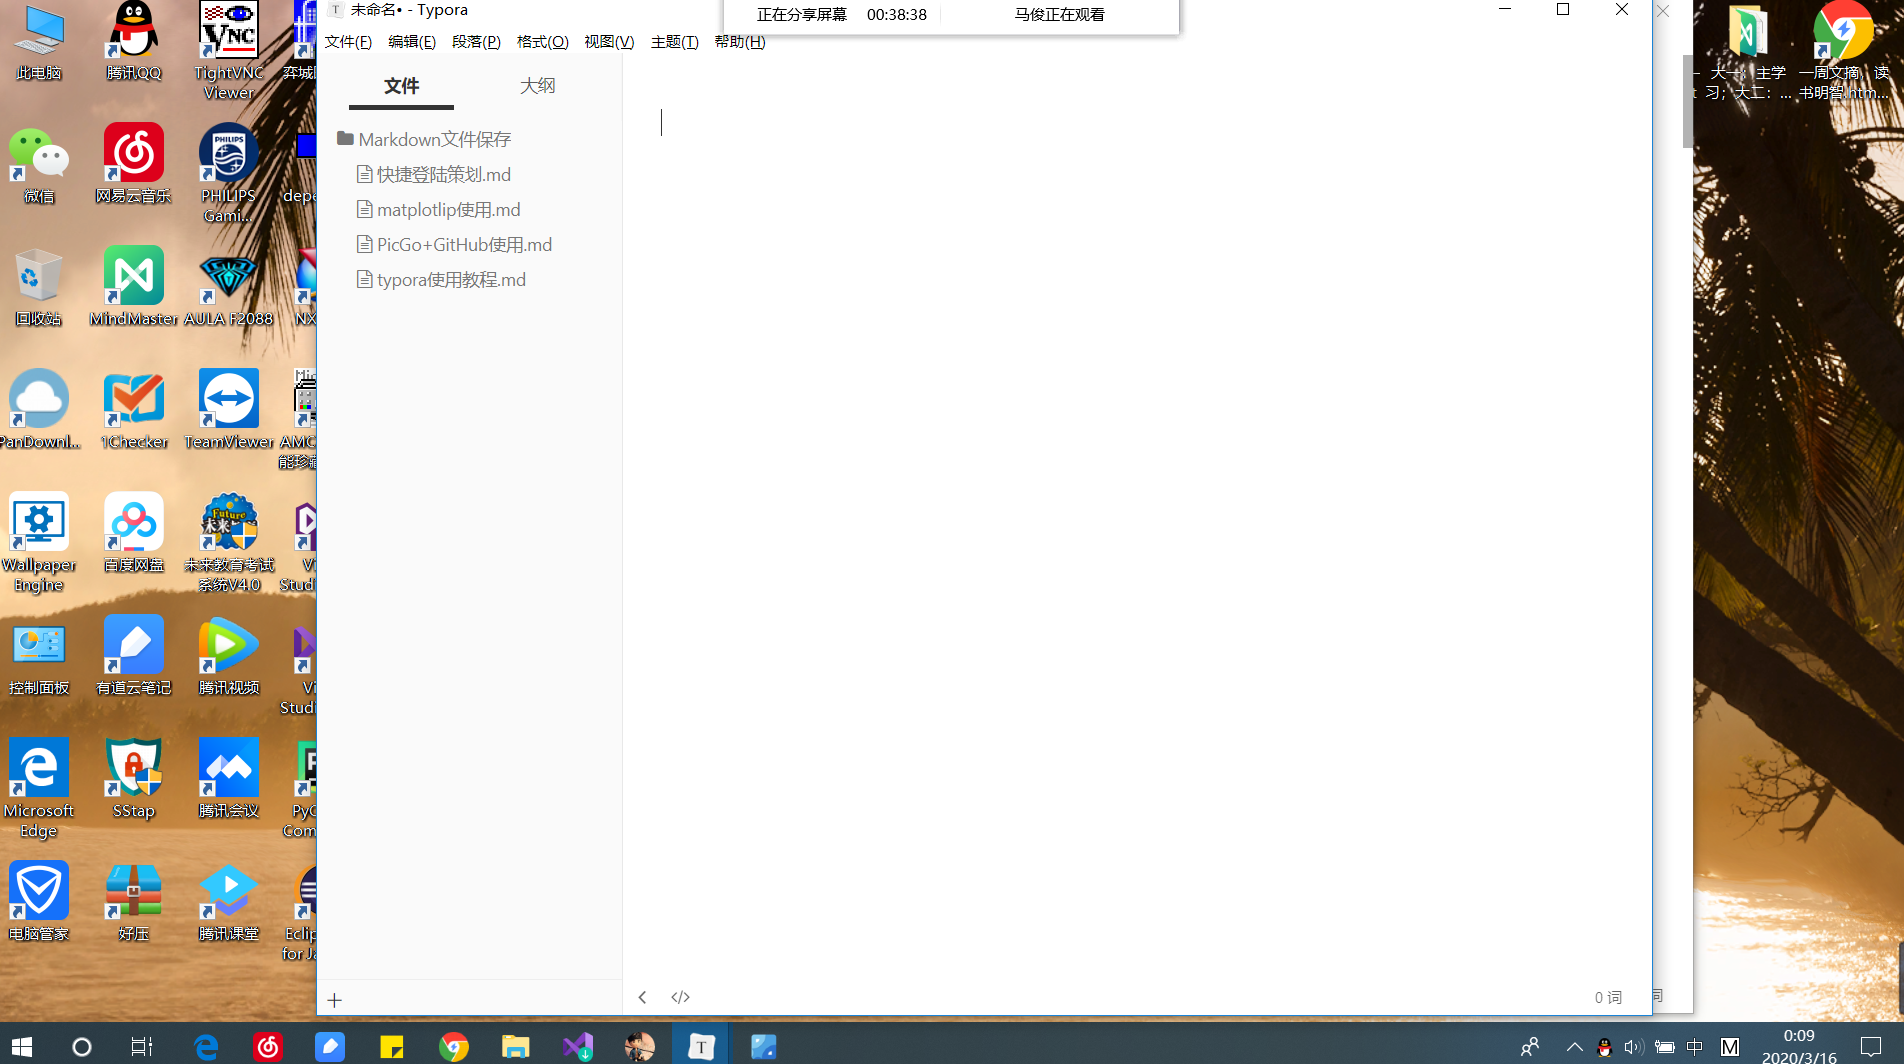 未命名• - Typora
正在分享屏幕 00:38:38 马俊正在观看
文件(F) 编辑(E) 段落(P) 格式(O) 视图(V) 主题(T) 帮助(H)
文件 大纲
Markdown文件保存
快捷登陆策划.md
matplotlip使用.md
PicGo+GitHub使用.md
typora使用教程.md
0 词
词
此电脑
腾讯QQ
TightVNC
Viewer
微信
网易云音乐
PHILIPS
Gami...
depe
回收站
MindMaster
AULA F2088
NX
PanDownl...
1Checker
TeamViewer
AMC
能珍藏
Wallpaper
Engine
百度网盘
未来教育考试
系统V4.0
Vi
Studi
控制面板
有道云笔记
腾讯视频
Vi
Studi
Microsoft
Edge
SStap
腾讯会议
PyC
Com
电脑管家
好压
腾讯课堂
Eclip
for Ja
大一：主学
习；大二：...
一周文摘，读
书明智.htm...
中 M
0:09
2020/3/16